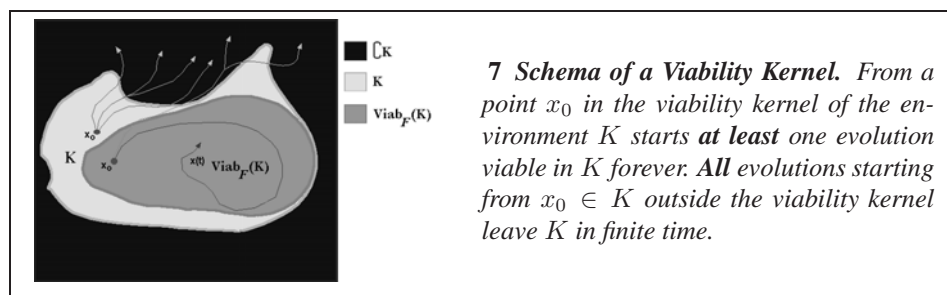 ∁K
K
Viab_F(K)
x₀
K
x₀
x(t)
Viab_F(K)
7 Schema of a Viability Kernel. From a
point x₀ in the viability kernel of the en-
vironment K starts at least one evolution
viable in K forever. All evolutions starting
from x₀ ∈ K outside the viability kernel
leave K in finite time.